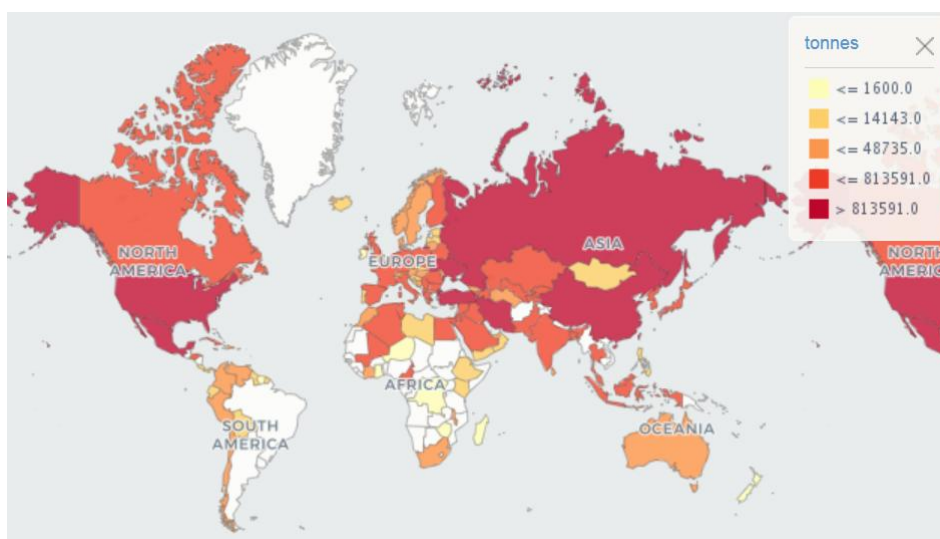 tonnes
<= 1600.0
<= 14143.0
<= 48735.0
<= 813591.0
> 813591.0
NORTH
AMERICA
EUROPE
ASIA
NORTH
AMERIC
AFRICA
SOUTH
AMERICA
OCEANIA